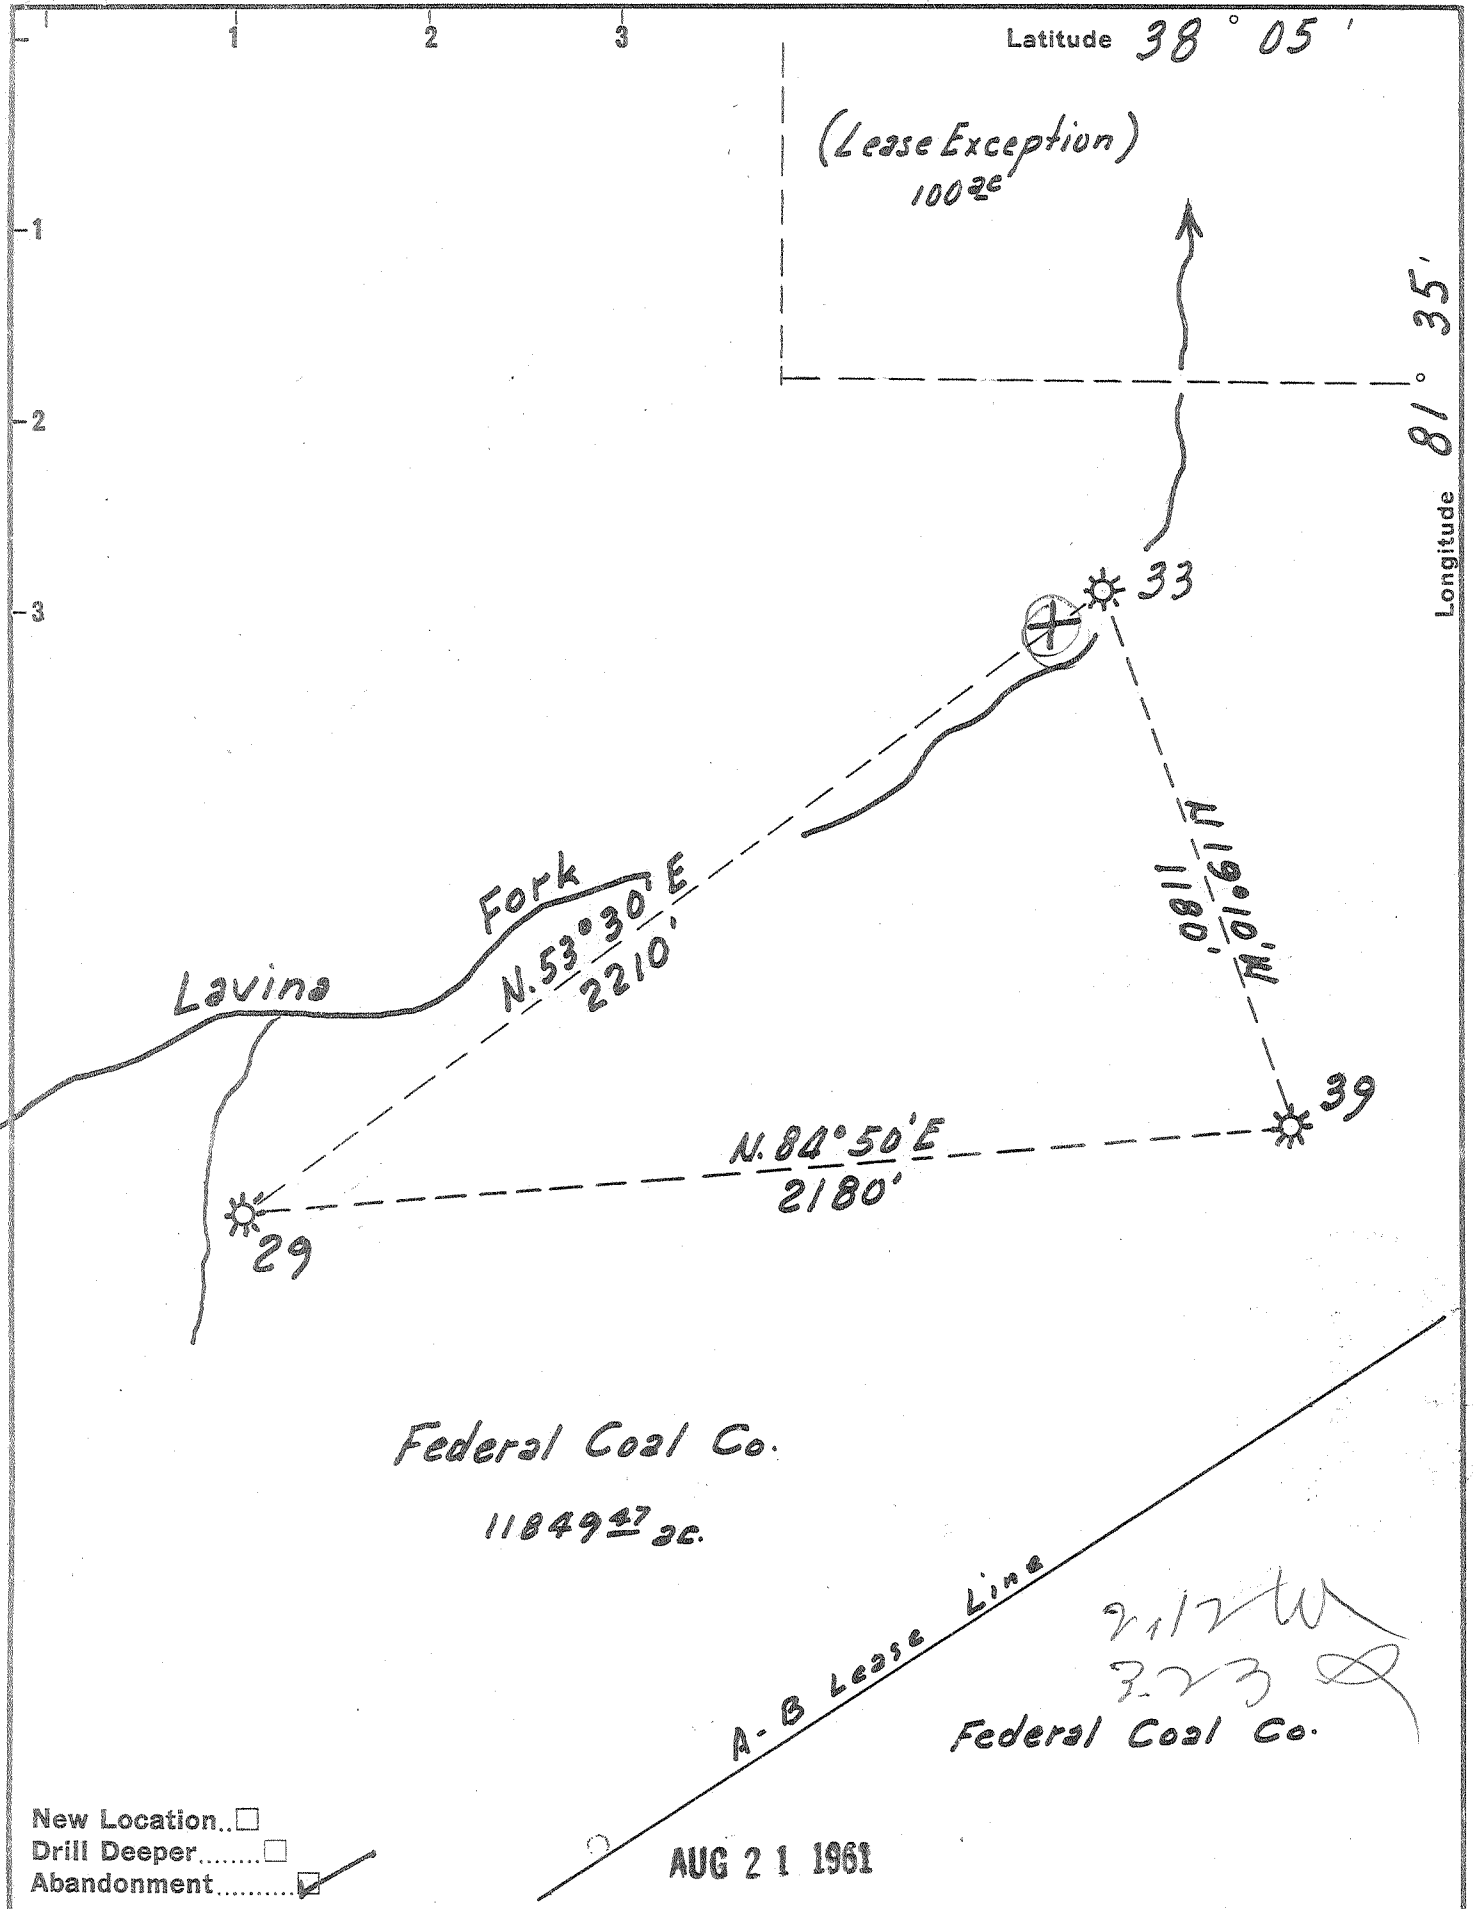 1 2 3
Latitude 38° 05'
(Lease Exception)
100 ac
1
2
3
Longitude 81° 35'
33
N 19°10' W
1180'
Fork
Lavina
N. 53° 30' E
2210'
39
N. 84° 50' E
2180'
29
Federal Coal Co.
11849 47 ac.
A-B Lease Line
Federal Coal Co.
New Location..
Drill Deeper........
Abandonment..........
AUG 21 1961